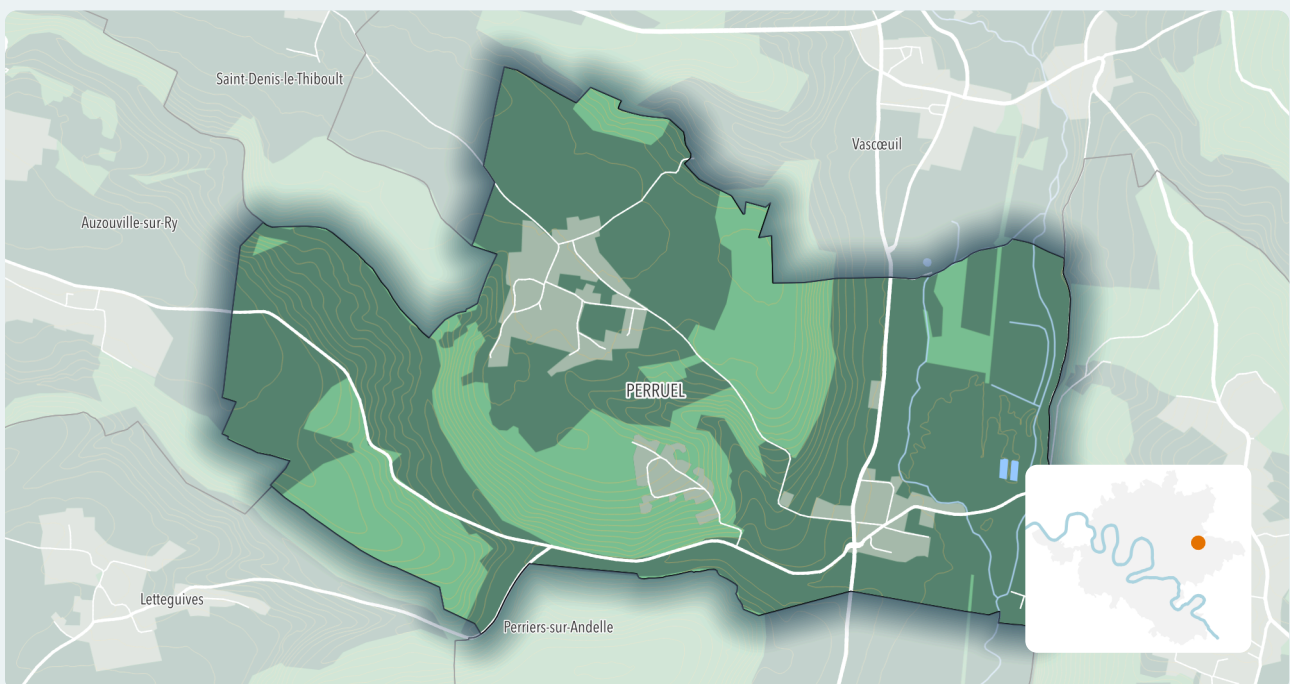 Saint-Denis-le-Thiboult
Vascœuil
Auzouville-sur-Ry
PERRUEL
Letteguives
Perriers-sur-Andelle